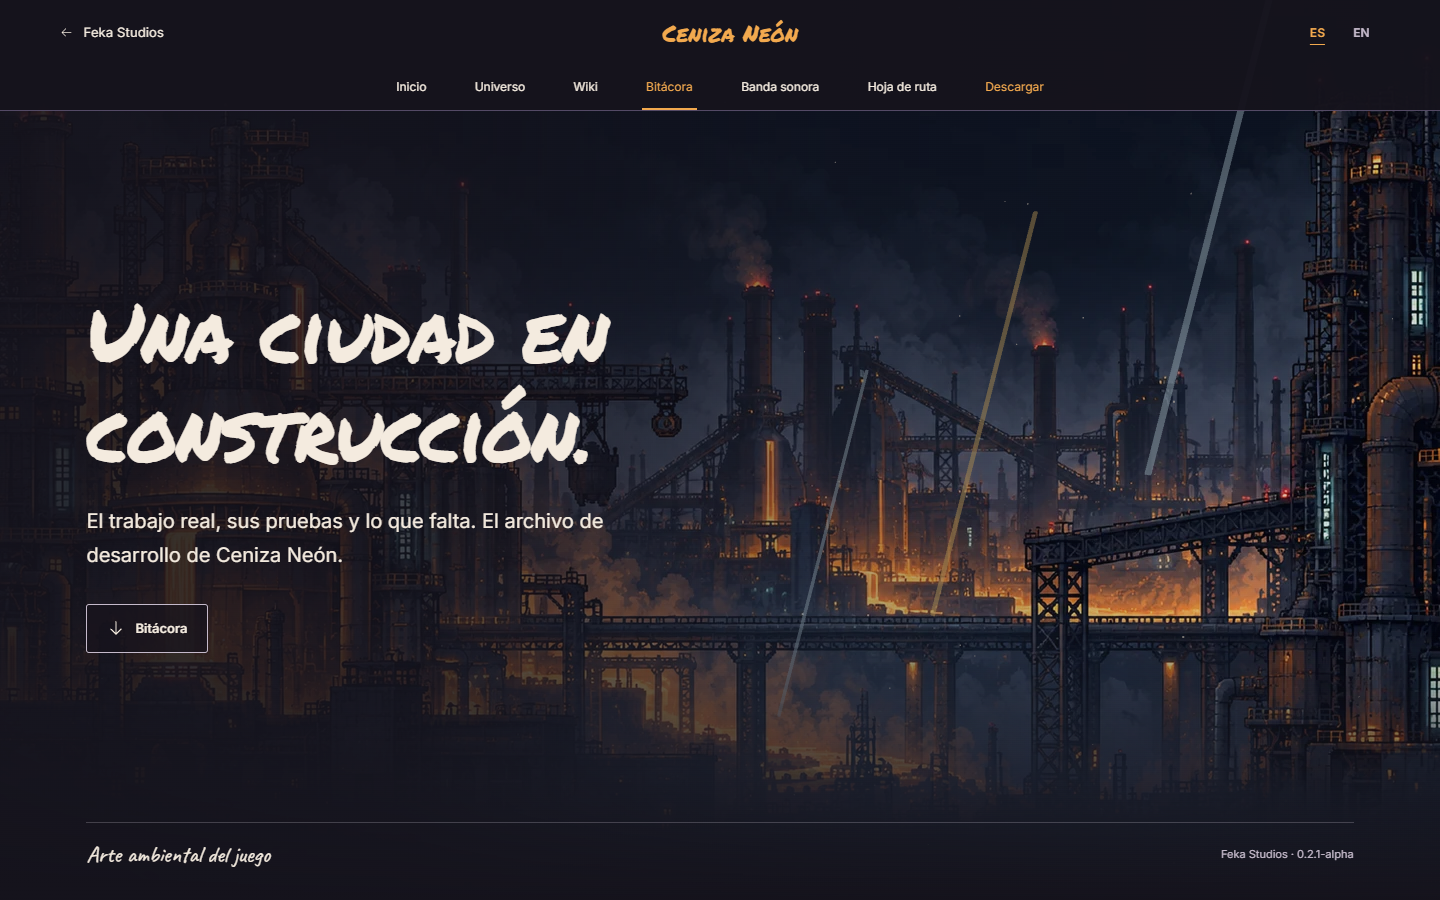 Feka Studios
Ceniza Neón
ES EN
Inicio Universo Wiki Bitácora Banda sonora Hoja de ruta Descargar
Una ciudad en
construcción.
El trabajo real, sus pruebas y lo que falta. El archivo de
desarrollo de Ceniza Neón.
Bitácora
Arte ambiental del juego
Feka Studios · 0.2.1-alpha